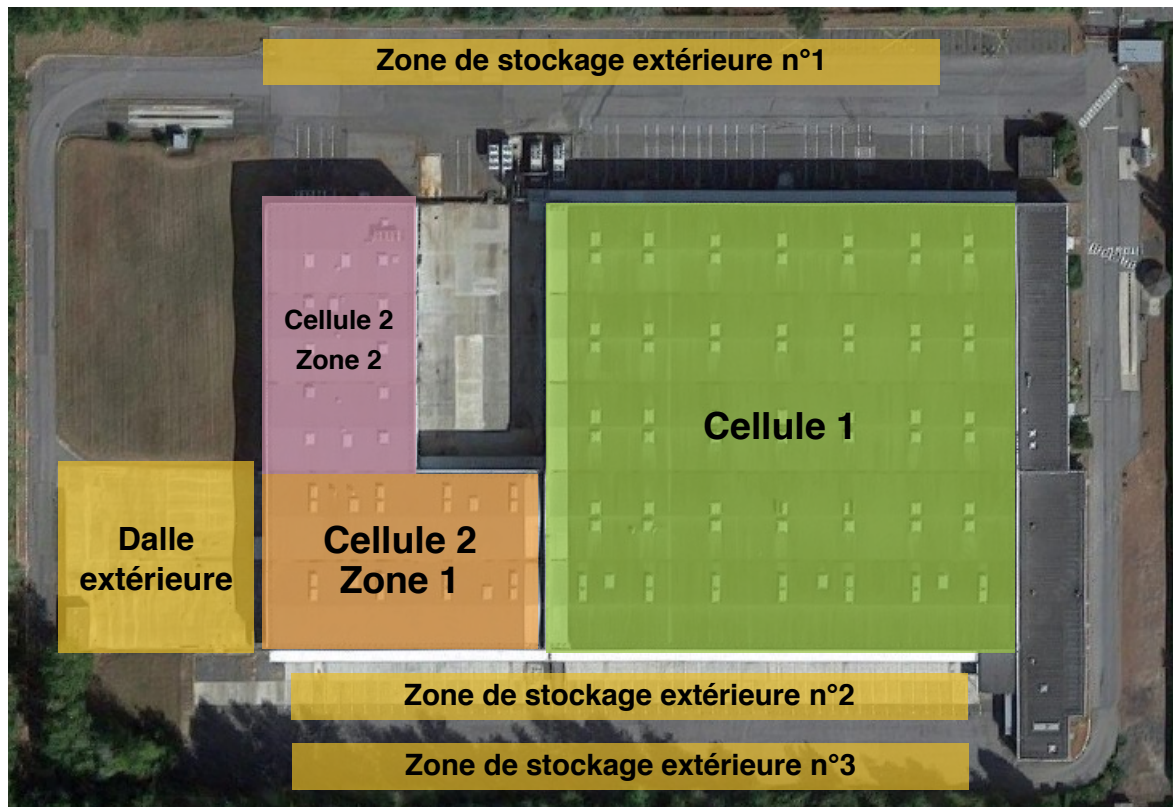 Zone de stockage extérieure n°1
Cellule 2
Zone 2
Cellule 1
Dalle
extérieure
Cellule 2
Zone 1
Zone de stockage extérieure n°2
Zone de stockage extérieure n°3